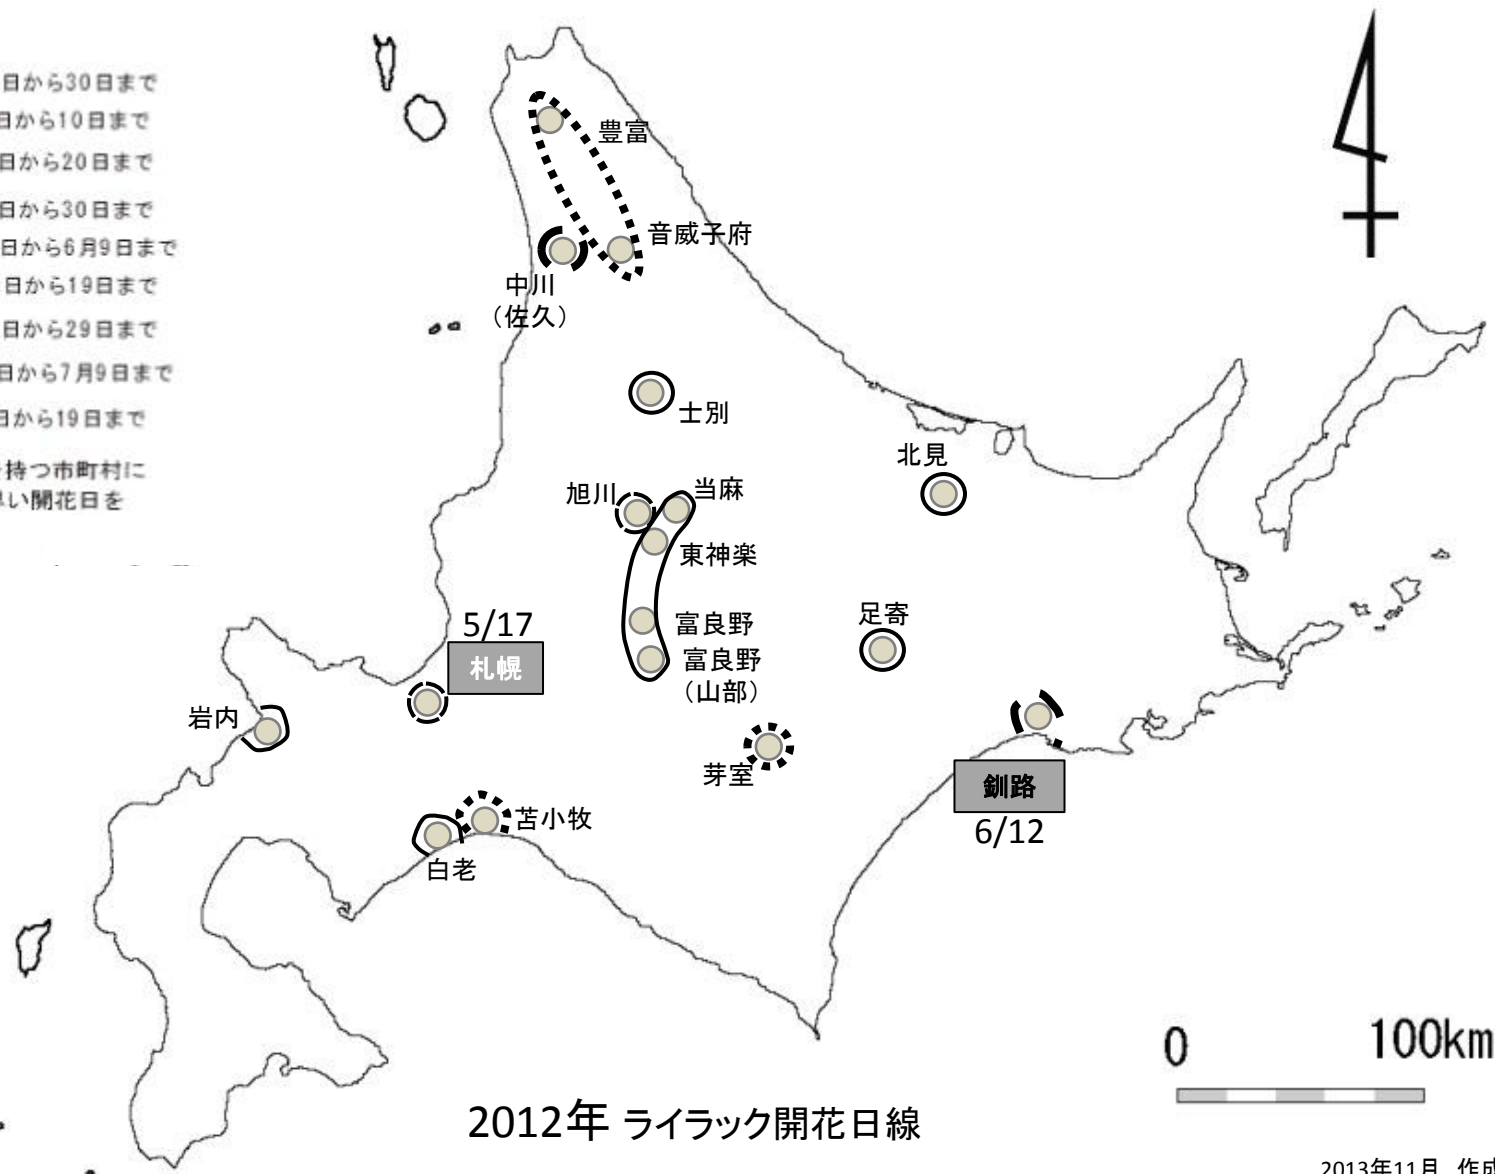 日から30日まで
日から10日まで
日から20日まで
日から30日まで
日から6月9日まで
日から19日まで
日から29日まで
日から7月9日まで
日から19日まで
持つ市町村に
い開花日を
豊富
音威子府
中川
（佐久）
士別
北見
旭川
当麻
東神楽
富良野
富良野
（山部）
足寄
5/17
札幌
岩内
芽室
釧路
6/12
苫小牧
白老
0
100km
2012年 ライラック開花日線
2013年11月 作成